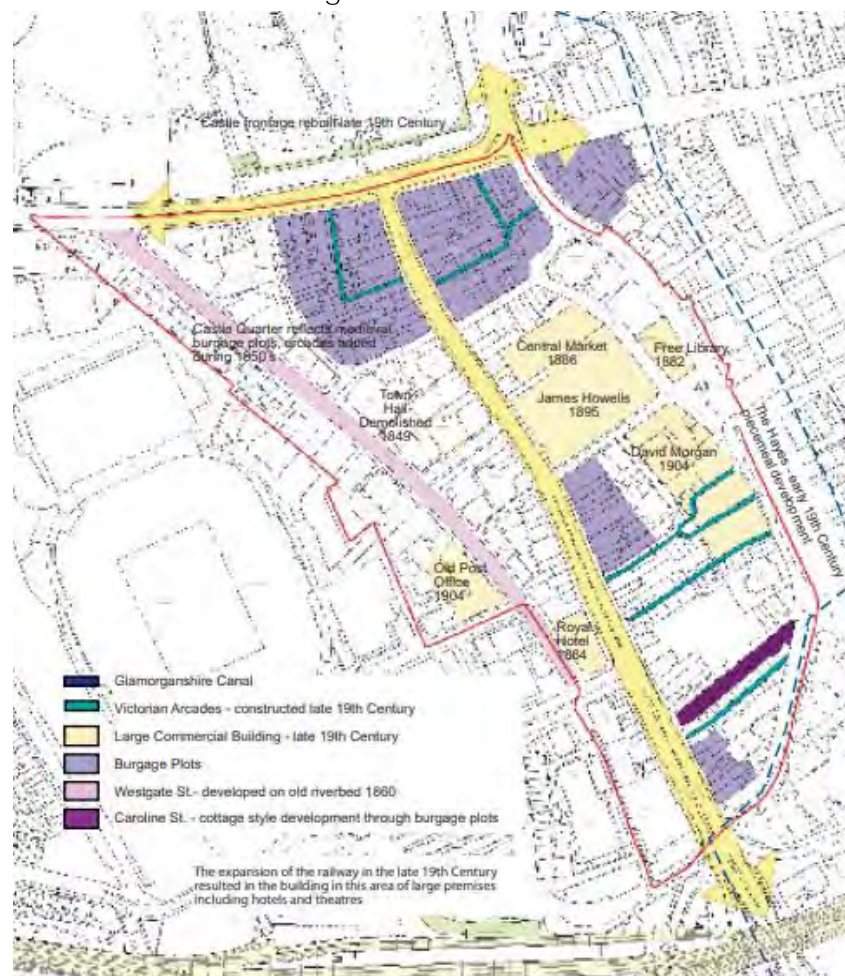 Castle frontage rebuilt late 19th Century
Castle Quarter reflects medieval
burgage plots, arcades added
during 1850's
Central Market
1886
Free Library
1882
Town
Hall -
Demolished
1849
James Howells
1895
David Morgan
1904
The Hayes - early 19th Century
piecemeal development
Old Post
Office
1904
Royal
Hotel
1864
Glamorganshire Canal
Victorian Arcades - constructed late 19th Century
Large Commercial Building - late 19th Century
Burgage Plots
Westgate St.- developed on old riverbed 1860
Caroline St. - cottage style development through burgage plots
The expansion of the railway in the late 19th Century
resulted in the building in this area of large premises
including hotels and theatres